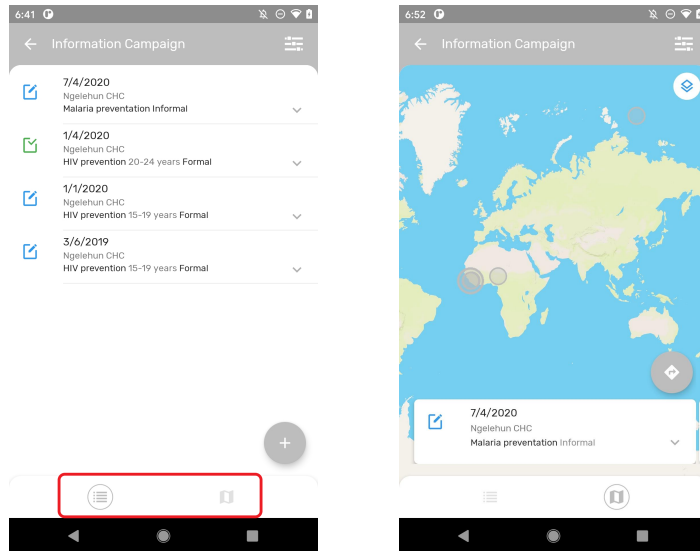 6:41
Information Campaign
7/4/2020
Ngelehun CHC
Malaria preventation Informal
1/4/2020
Ngelehun CHC
HIV prevention 20-24 years Formal
1/1/2020
Ngelehun CHC
HIV prevention 15-19 years Formal
3/6/2019
Ngelehun CHC
HIV prevention 15-19 years Formal
6:52
Information Campaign
7/4/2020
Ngelehun CHC
Malaria preventation Informal